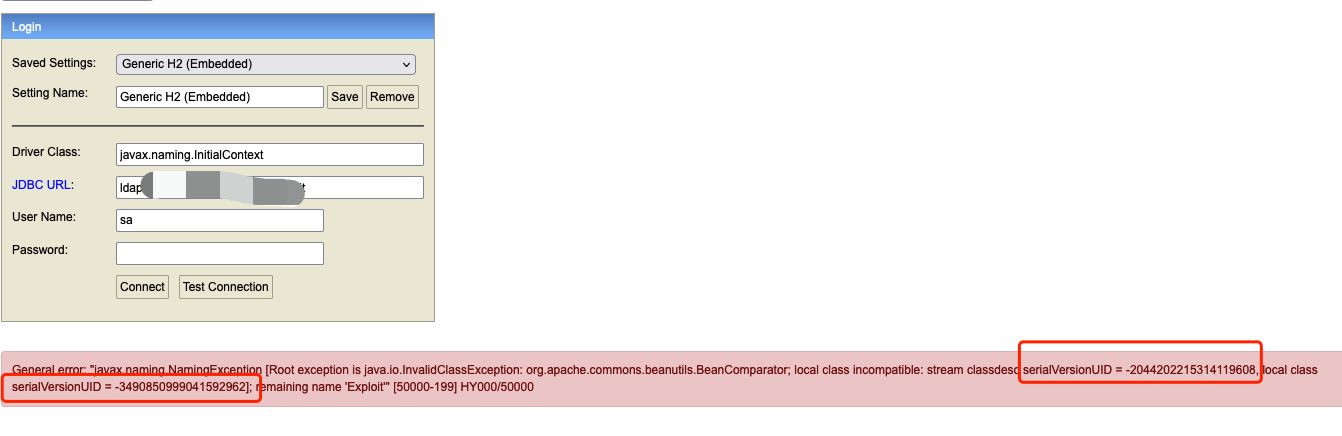 Login
Saved Settings: Generic H2 (Embedded)
Setting Name: Generic H2 (Embedded) Save Remove
Driver Class: javax.naming.InitialContext
JDBC URL: ldap
User Name: sa
Password:
Connect Test Connection
General error: "javax.naming.NamingException [Root exception is java.io.InvalidClassException: org.apache.commons.beanutils.BeanComparator; local class incompatible: stream classdesc serialVersionUID = -2044202215314119608, local class
serialVersionUID = -3490850999041592962]; remaining name 'Exploit'" [50000-199] HY000/50000